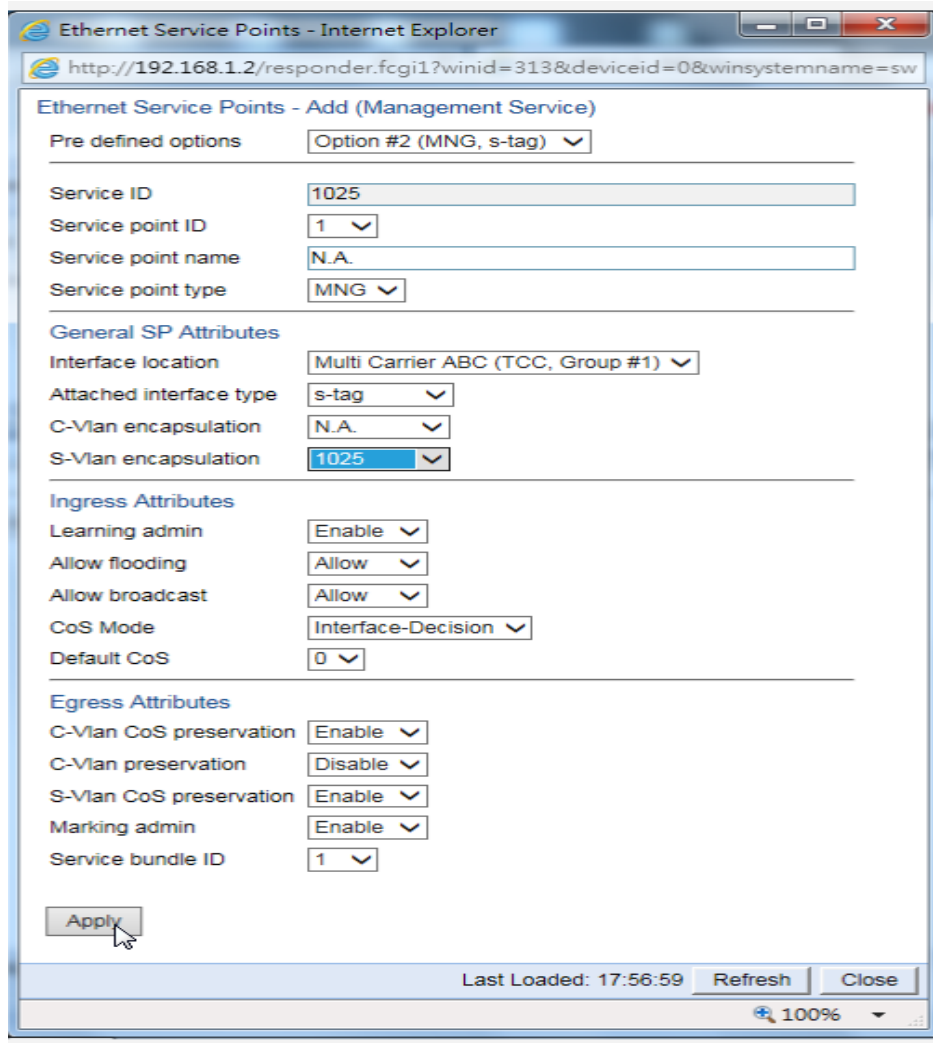 Ethernet Service Points - Internet Explorer
http://192.168.1.2/responder.fcgi1?winid=313&deviceid=0&winsystemname=sw
Ethernet Service Points - Add (Management Service)
Pre defined options Option #2 (MNG, s-tag)
Service ID 1025
Service point ID 1
Service point name N.A.
Service point type MNG
General SP Attributes
Interface location Multi Carrier ABC (TCC, Group #1)
Attached interface type s-tag
C-Vlan encapsulation N.A.
S-Vlan encapsulation 1025
Ingress Attributes
Learning admin Enable
Allow flooding Allow
Allow broadcast Allow
CoS Mode Interface-Decision
Default CoS 0
Egress Attributes
C-Vlan CoS preservation Enable
C-Vlan preservation Disable
S-Vlan CoS preservation Enable
Marking admin Enable
Service bundle ID 1
Apply
Last Loaded: 17:56:59 Refresh Close
100%